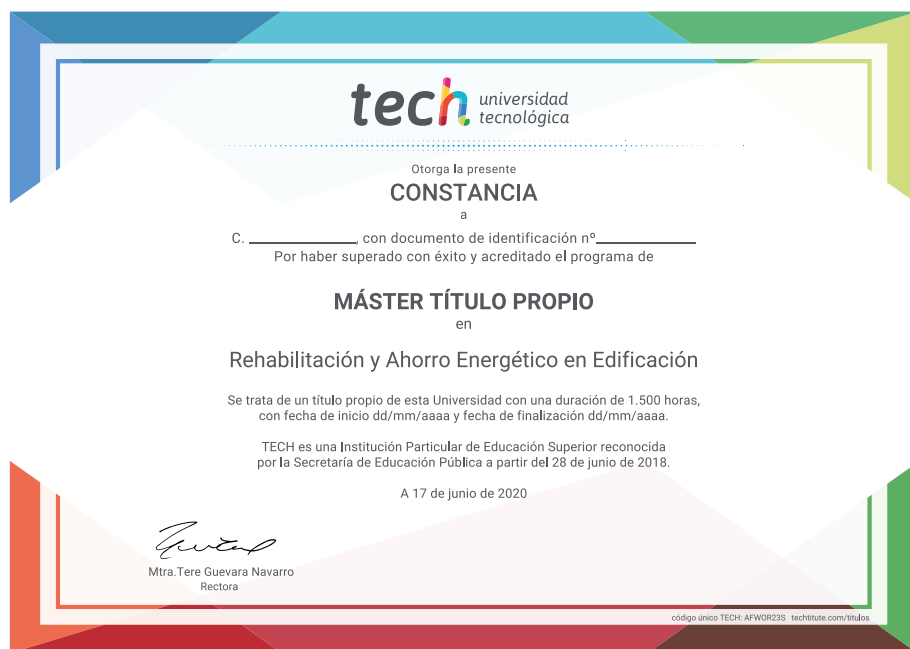 tech universidad
tecnológica
Otorga la presente
CONSTANCIA
a
C. ____________, con documento de identificación nº____________
Por haber superado con éxito y acreditado el programa de
MÁSTER TÍTULO PROPIO
en
Rehabilitación y Ahorro Energético en Edificación
Se trata de un título propio de esta Universidad con una duración de 1.500 horas,
con fecha de inicio dd/mm/aaaa y fecha de finalización dd/mm/aaaa.
TECH es una Institución Particular de Educación Superior reconocida
por la Secretaría de Educación Pública a partir del 28 de junio de 2018.
A 17 de junio de 2020
Mtra.Tere Guevara Navarro
Rectora
código único TECH: AFWOR23S techtitute.com/titulos